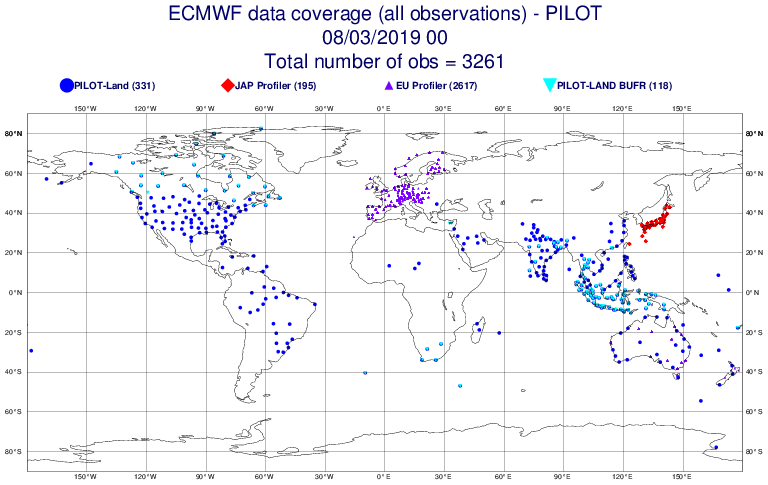 ECMWF data coverage (all observations) - PILOT
08/03/2019 00
Total number of obs = 3261
PILOT-Land (331) JAP Profiler (195) EU Profiler (2617) PILOT-LAND BUFR (118)
150°W 120°W 90°W 60°W 30°W 0°E 30°E 60°E 90°E 120°E 150°E
80°N 80°N
60°N 60°N
40°N 40°N
20°N 20°N
0°N 0°N
20°S 20°S
40°S 40°S
60°S 60°S
80°S 80°S
150°W 120°W 90°W 60°W 30°W 0°E 30°E 60°E 90°E 120°E 150°E